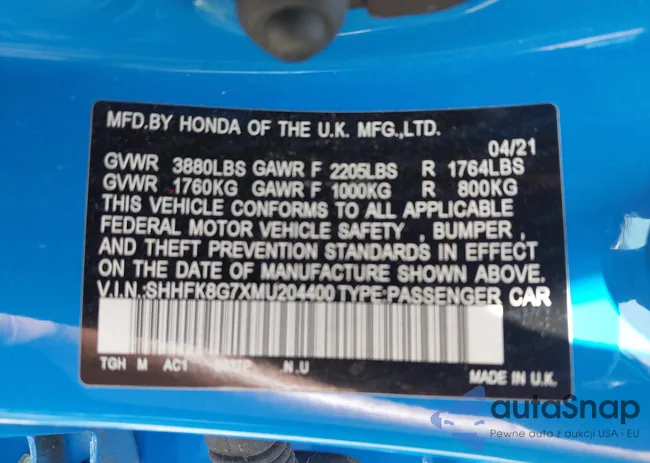 MFD.BY HONDA OF THE U.K. MFG.,LTD.
04/21
GVWR 3880LBS GAWR F 2205LBS R 1764LBS
GVWR 1760KG GAWR F 1000KG R 800KG
THIS VEHICLE CONFORMS TO ALL APPLICABLE
FEDERAL MOTOR VEHICLE SAFETY , BUMPER ,
AND THEFT PREVENTION STANDARDS IN EFFECT
ON THE DATE OF MANUFACTURE SHOWN ABOVE.
V.I.N.:SHHFK8G7XMU204400 TYPE:PASSENGER CAR
TGH M AC1 N.U
MADE IN U.K.
autoSnap
Pewne auta z aukcji USA i EU